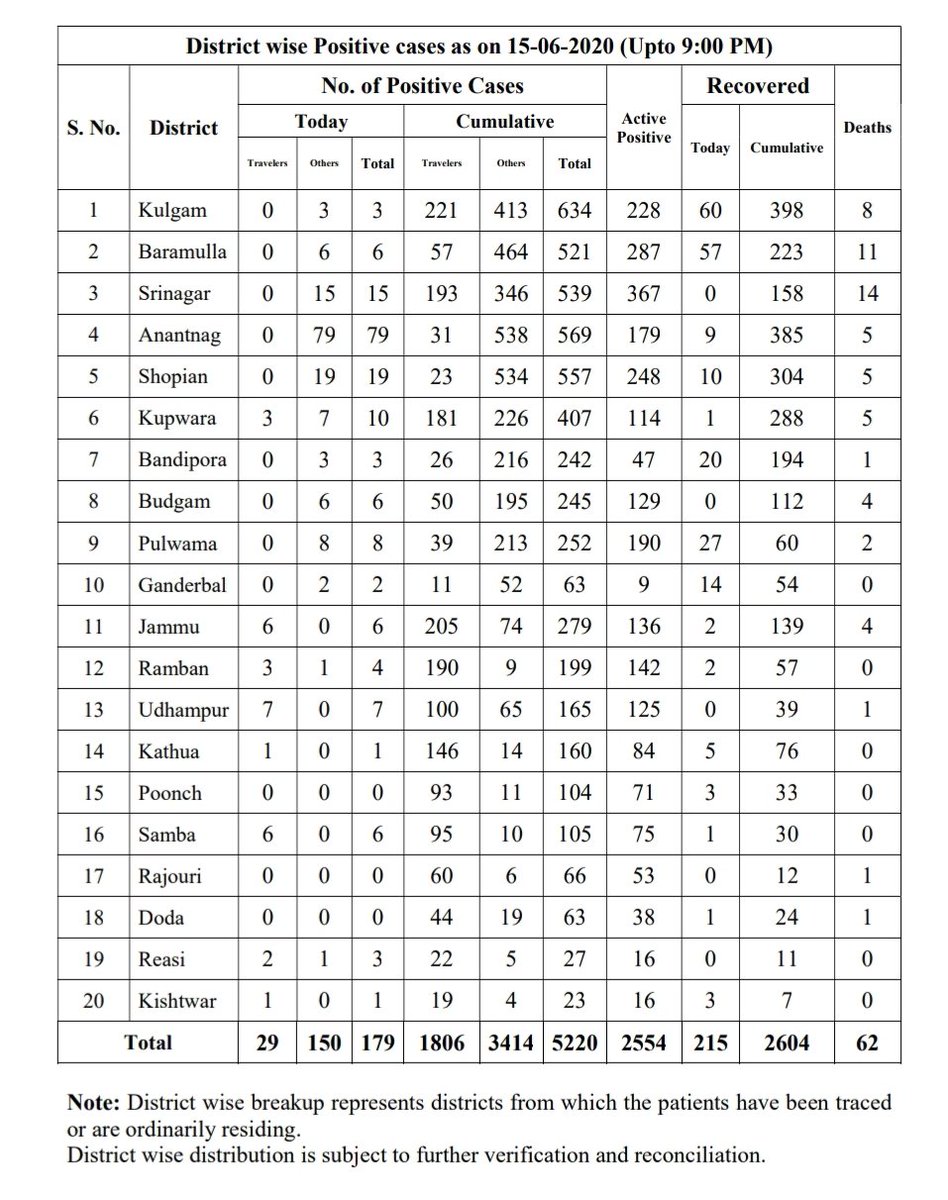 District wise Positive cases as on 15-06-2020 (Upto 9:00 PM)
S. No. District No. of Positive Cases Active Positive Recovered Deaths
Today Cumulative Today Cumulative
Travelers Others Total Travelers Others Total
1 Kulgam 0 3 3 221 413 634 228 60 398 8
2 Baramulla 0 6 6 57 464 521 287 57 223 11
3 Srinagar 0 15 15 193 346 539 367 0 158 14
4 Anantnag 0 79 79 31 538 569 179 9 385 5
5 Shopian 0 19 19 23 534 557 248 10 304 5
6 Kupwara 3 7 10 181 226 407 114 1 288 5
7 Bandipora 0 3 3 26 216 242 47 20 194 1
8 Budgam 0 6 6 50 195 245 129 0 112 4
9 Pulwama 0 8 8 39 213 252 190 27 60 2
10 Ganderbal 0 2 2 11 52 63 9 14 54 0
11 Jammu 6 0 6 205 74 279 136 2 139 4
12 Ramban 3 1 4 190 9 199 142 2 57 0
13 Udhampur 7 0 7 100 65 165 125 0 39 1
14 Kathua 1 0 1 146 14 160 84 5 76 0
15 Poonch 0 0 0 93 11 104 71 3 33 0
16 Samba 6 0 6 95 10 105 75 1 30 0
17 Rajouri 0 0 0 60 6 66 53 0 12 1
18 Doda 0 0 0 44 19 63 38 1 24 1
19 Reasi 2 1 3 22 5 27 16 0 11 0
20 Kishtwar 1 0 1 19 4 23 16 3 7 0
Total 29 150 179 1806 3414 5220 2554 215 2604 62
Note: District wise breakup represents districts from which the patients have been traced
or are ordinarily residing.
District wise distribution is subject to further verification and reconciliation.